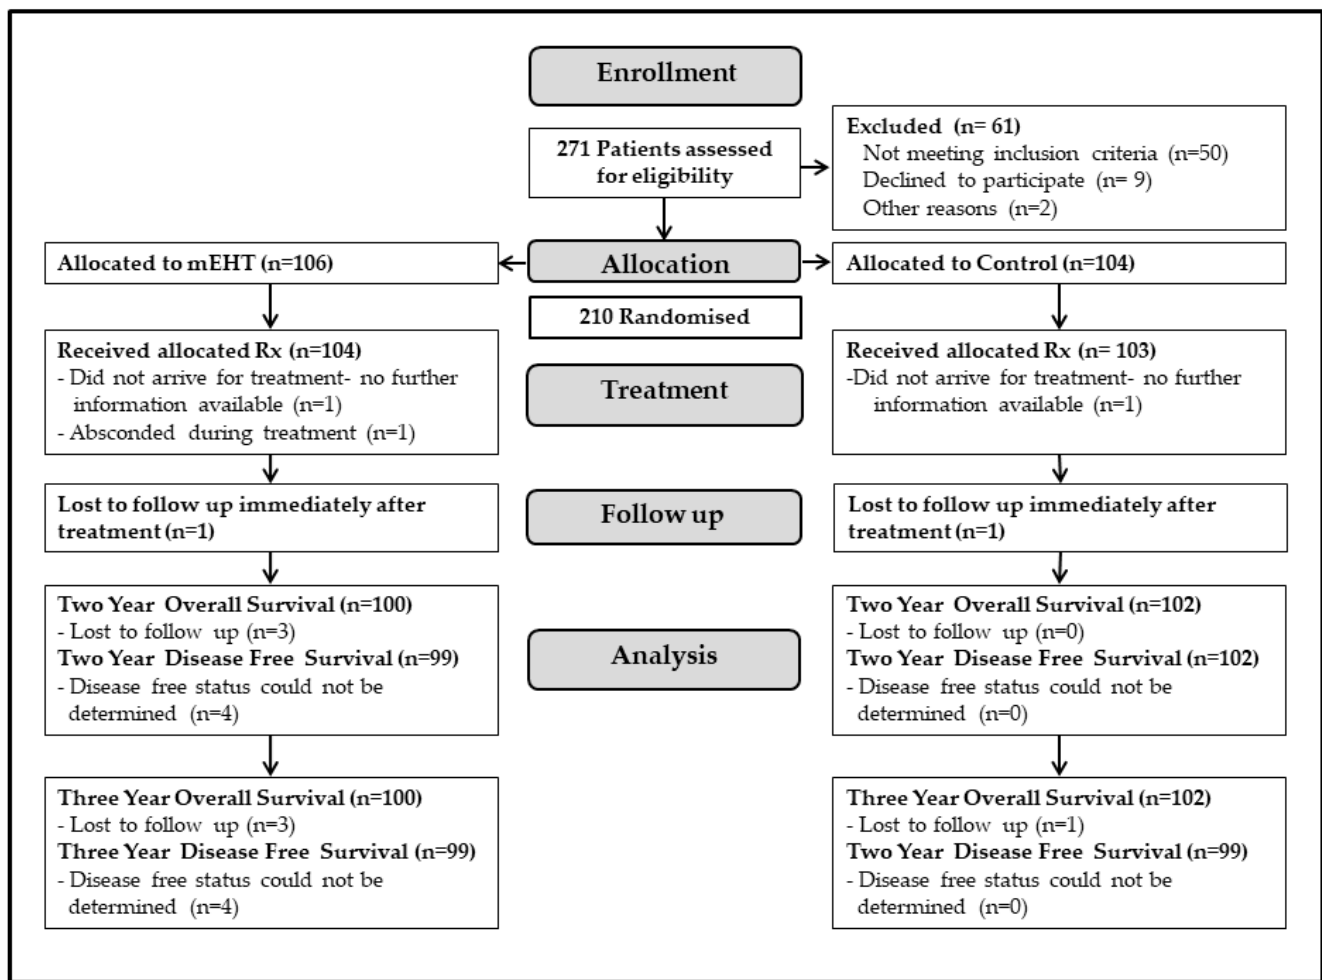 Enrollment
271 Patients assessed
for eligibility
Excluded (n= 61)
Not meeting inclusion criteria (n=50)
Declined to participate (n= 9)
Other reasons (n=2)
Allocated to mEHT (n=106)
Allocation
Allocated to Control (n=104)
210 Randomised
Received allocated Rx (n=104)
- Did not arrive for treatment- no further
information available (n=1)
- Absconded during treatment (n=1)
Treatment
Received allocated Rx (n= 103)
-Did not arrive for treatment- no further
information available (n=1)
Lost to follow up immediately after
treatment (n=1)
Follow up
Lost to follow up immediately after
treatment (n=1)
Two Year Overall Survival (n=100)
- Lost to follow up (n=3)
Two Year Disease Free Survival (n=99)
- Disease free status could not be
determined (n=4)
Analysis
Two Year Overall Survival (n=102)
- Lost to follow up (n=0)
Two Year Disease Free Survival (n=102)
- Disease free status could not be
determined (n=0)
Three Year Overall Survival (n=100)
- Lost to follow up (n=3)
Three Year Disease Free Survival (n=99)
- Disease free status could not be
determined (n=4)
Three Year Overall Survival (n=102)
- Lost to follow up (n=1)
Two Year Disease Free Survival (n=99)
- Disease free status could not be
determined (n=0)